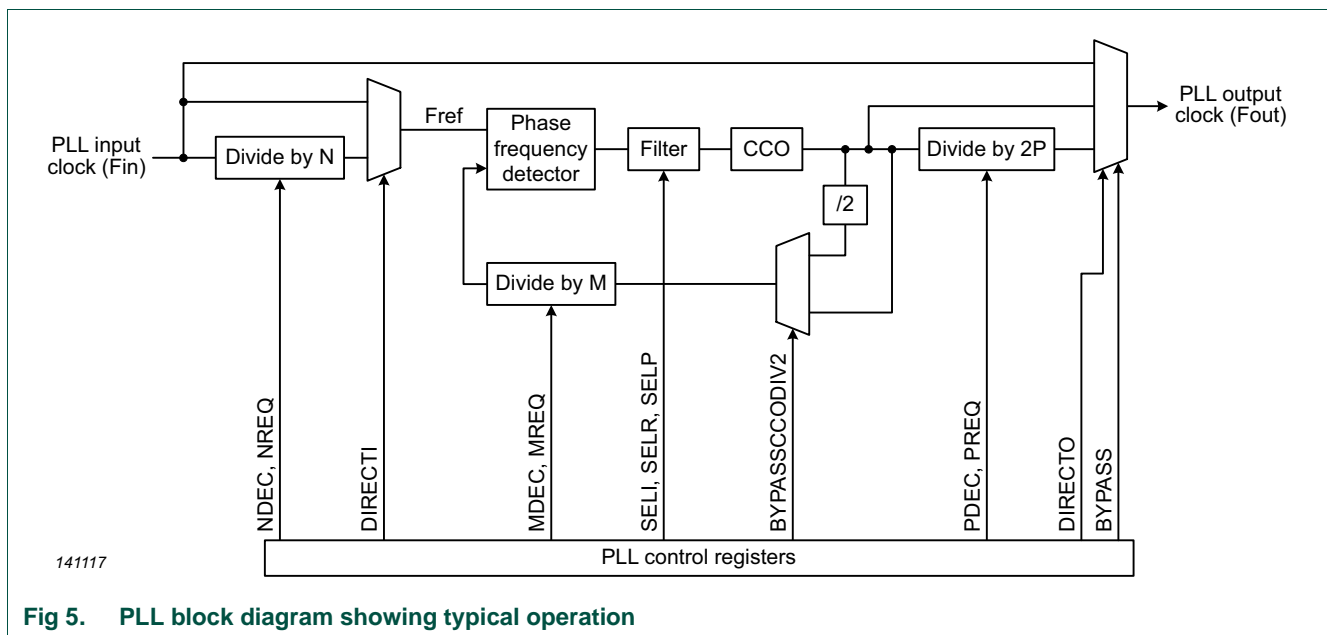 PLL input
clock (Fin)
Divide by N
Fref
Phase
frequency
detector
Filter
CCO
/2
Divide by 2P
PLL output
clock (Fout)
Divide by M
NDEC, NREQ
DIRECTI
MDEC, MREQ
SELI, SELR, SELP
BYPASSCCODIV2
PDEC, PREQ
DIRECTO
BYPASS
PLL control registers
141117
Fig 5. PLL block diagram showing typical operation